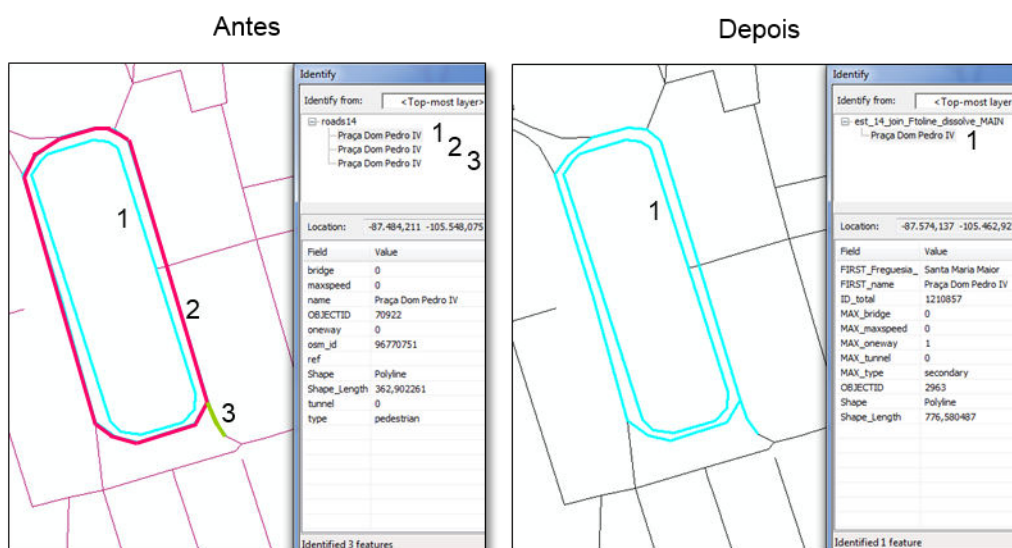 Antes
Depois
Identify
Identify from: <Top-most layer>
roads14
Praça Dom Pedro IV
Praça Dom Pedro IV
Praça Dom Pedro IV
1
2
3
Location: -87.484,211 -105.548,075
Field Value
bridge 0
maxspeed 0
name Praça Dom Pedro IV
OBJECTID 70922
oneway 0
osm_id 96770751
ref
Shape Polyline
Shape_Length 362,902261
tunnel 0
type pedestrian
Identified 3 features
1
2
3
Identify
Identify from: <Top-most layer
est_14_join_Ftoline_dissolve_MAIN
Praça Dom Pedro IV
1
Location: -87.574,137 -105.462,92
Field Value
FIRST_Freguesia_ Santa Maria Maior
FIRST_name Praça Dom Pedro IV
ID_total 1210857
MAX_bridge 0
MAX_maxspeed 0
MAX_oneway 1
MAX_tunnel 0
MAX_type secondary
OBJECTID 2963
Shape Polyline
Shape_Length 776,580487
Identified 1 feature
1